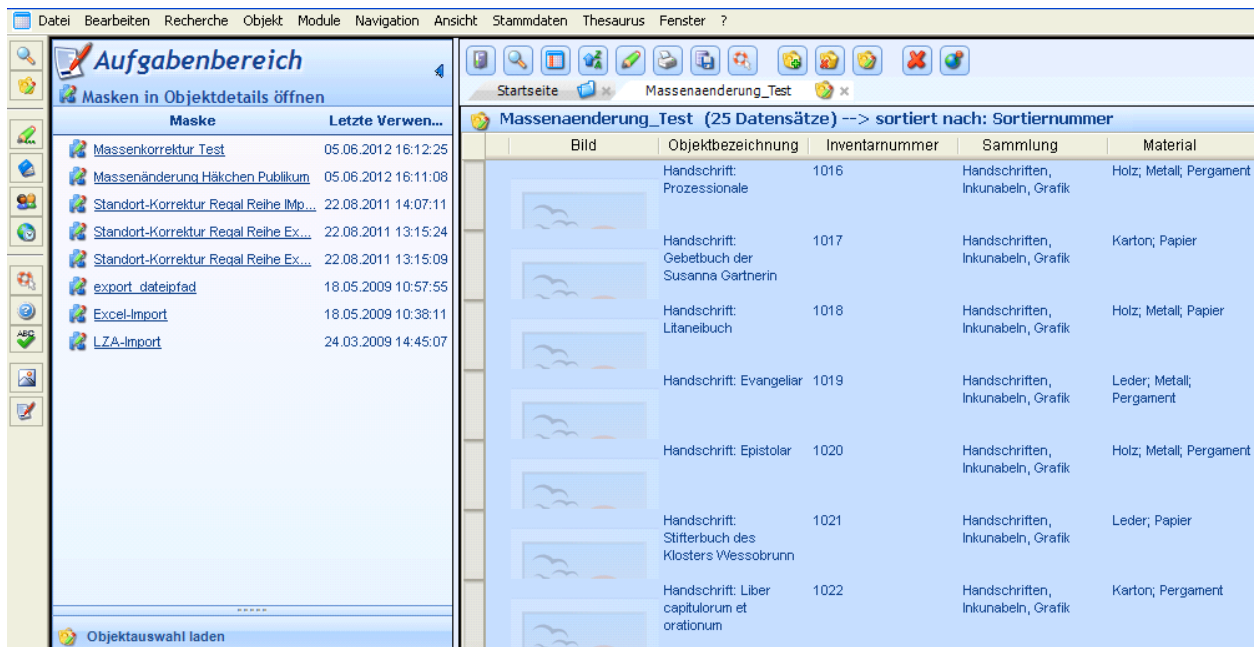 Datei Bearbeiten Recherche Objekt Module Navigation Ansicht Stammdaten Thesaurus Fenster ?
Aufgabenbereich
Masken in Objektdetails öffnen
Maske Letzte Verwen...
Massenkorrektur Test 05.06.2012 16:12:25
Massenänderung Häkchen Publikum 05.06.2012 16:11:08
Standort-Korrektur Regal Reihe IMp... 22.08.2011 14:07:11
Standort-Korrektur Regal Reihe Ex... 22.08.2011 13:15:24
Standort-Korrektur Regal Reihe Ex... 22.08.2011 13:15:09
export_dateipfad 18.05.2009 10:57:55
Excel-Import 18.05.2009 10:38:11
LZA-Import 24.03.2009 14:45:07
ABC
Objektauswahl laden
Startseite Massenaenderung_Test
Massenaenderung_Test (25 Datensätze) --> sortiert nach: Sortiernummer
Bild Objektbezeichnung Inventarnummer Sammlung Material
Handschrift: 1016 Handschriften, Holz; Metall; Pergament
Prozessionale Inkunabeln, Grafik
Handschrift: 1017 Handschriften, Karton; Papier
Gebetbuch der Inkunabeln, Grafik
Susanna Gartnerin
Handschrift: 1018 Handschriften, Holz; Metall; Papier
Litaneibuch Inkunabeln, Grafik
Handschrift: Evangeliar 1019 Handschriften, Leder; Metall;
Inkunabeln, Grafik Pergament
Handschrift: Epistolar 1020 Handschriften, Holz; Metall; Pergament
Inkunabeln, Grafik
Handschrift: 1021 Handschriften, Leder; Papier
Stifterbuch des Inkunabeln, Grafik
Klosters Wessobrunn
Handschrift: Liber 1022 Handschriften, Karton; Pergament
capitulorum et Inkunabeln, Grafik
orationum